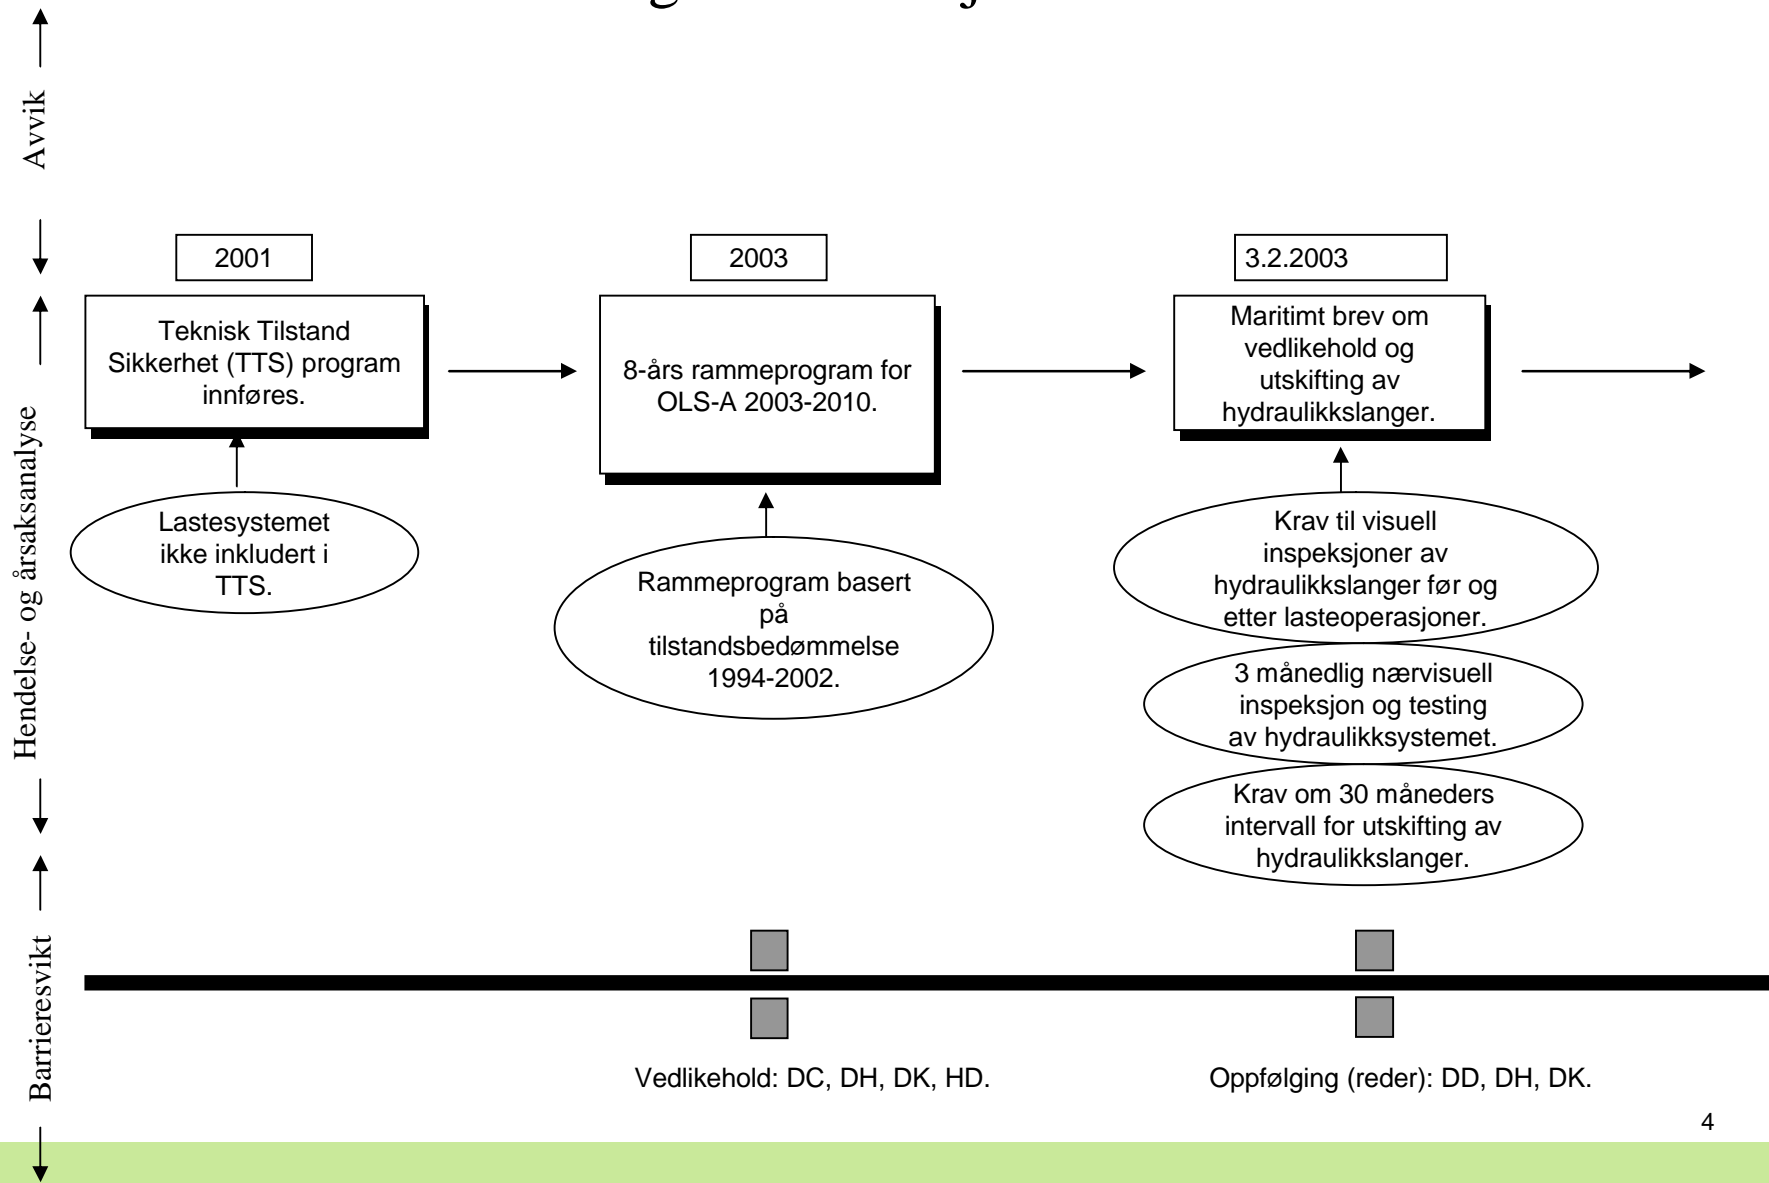 Avvik
Hendelse- og årsaksanalyse
Barrieresvikt
2001
Teknisk Tilstand
Sikkerhet (TTS) program
innføres.
Lastesystemet
ikke inkludert i
TTS.
2003
8-års rammeprogram for
OLS-A 2003-2010.
Rammeprogram basert
på
tilstandsbedømmelse
1994-2002.
3.2.2003
Maritimt brev om
vedlikehold og
utskifting av
hydraulikkslanger.
Krav til visuell
inspeksjoner av
hydraulikkslanger før og
etter lasteoperasjoner.
3 månedlig nærvisuell
inspeksjon og testing
av hydraulikksystemet.
Krav om 30 måneders
intervall for utskifting av
hydraulikkslanger.
Vedlikehold: DC, DH, DK, HD.
Oppfølging (reder): DD, DH, DK.
4